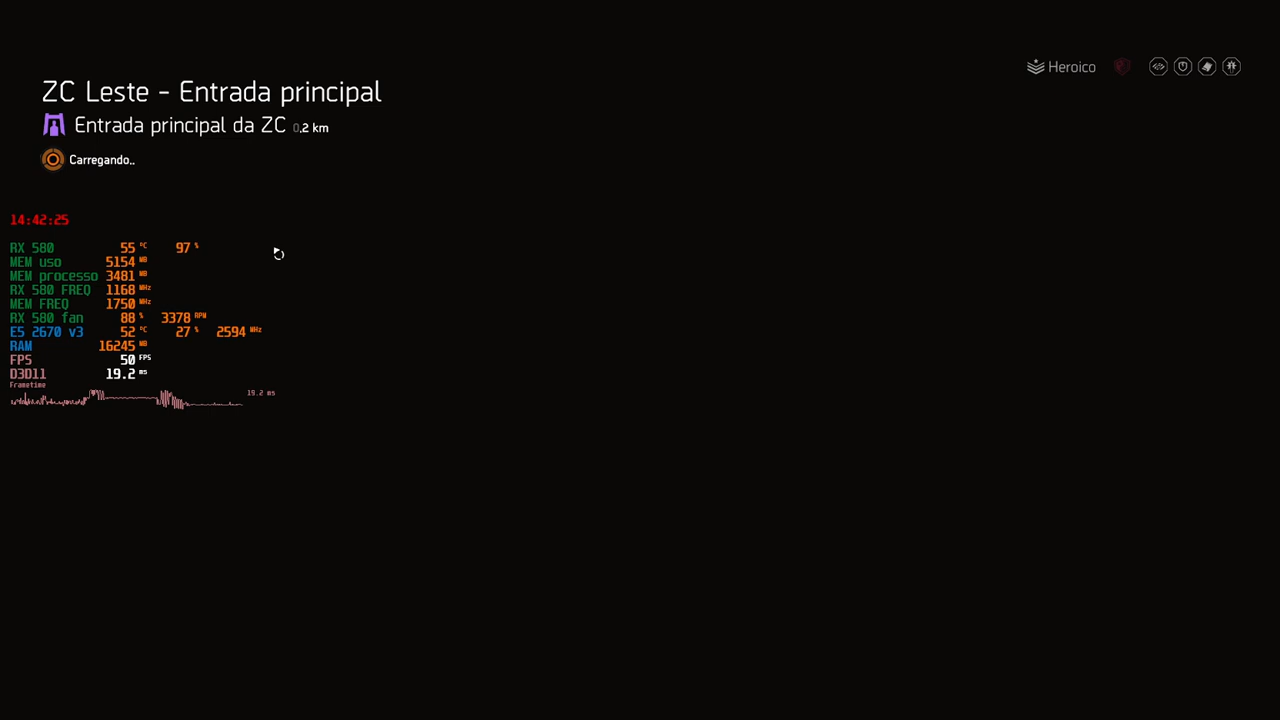 ZC Leste - Entrada principal
Heroico
Entrada principal da ZC 0.2 km
Carregando..
14:42:25
RX 580 55 °C 97 %
MEM uso 5154 MB
MEM processo 3481 MB
RX 580 FREQ 1168 MHz
MEM FREQ 1750 MHz
RX 580 fan 88 % 3378 RPM
E5 2670 v3 52 °C 27 % 2594 MHz
RAM 16245 MB
FPS 50 FPS
D3D11 19.2 ms
Frametime
19.2 ms